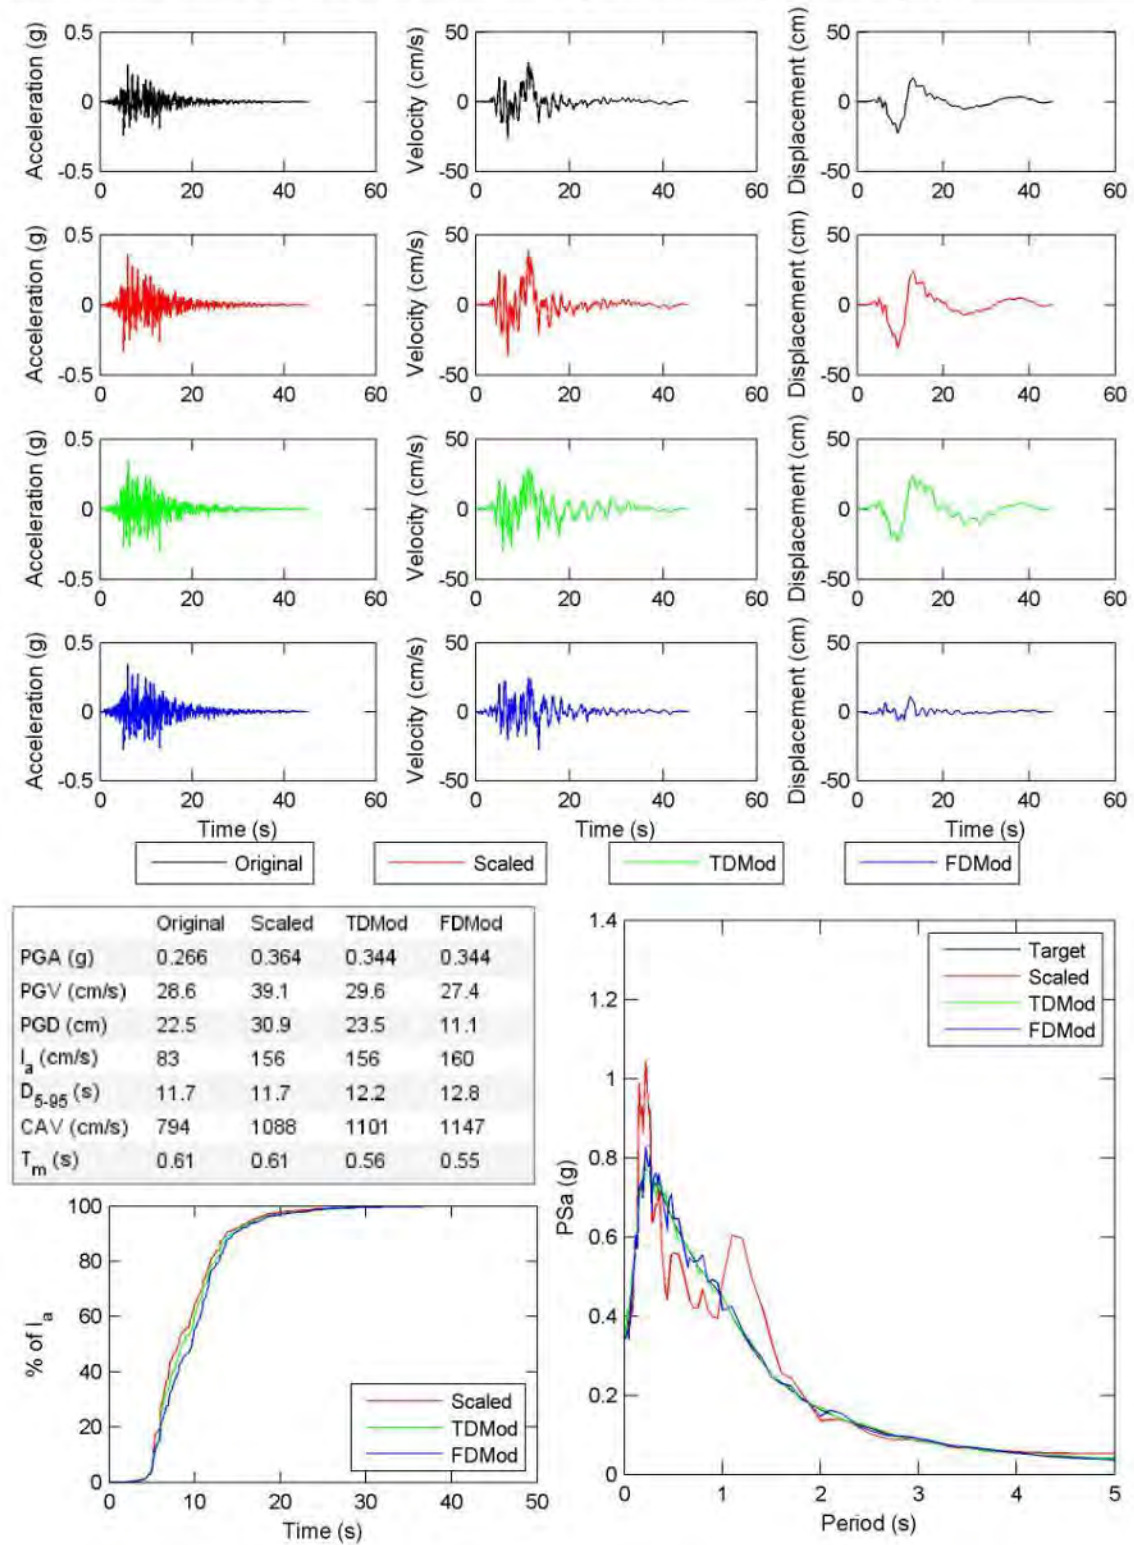 Acceleration (g)
0.5
0
-0.5
0 20 40 60
Velocity (cm/s)
50
0
-50
0 20 40 60
Displacement (cm)
50
0
-50
0 20 40 60
Acceleration (g)
0.5
0
-0.5
0 20 40 60
Velocity (cm/s)
50
0
-50
0 20 40 60
Displacement (cm)
50
0
-50
0 20 40 60
Acceleration (g)
0.5
0
-0.5
0 20 40 60
Velocity (cm/s)
50
0
-50
0 20 40 60
Displacement (cm)
50
0
-50
0 20 40 60
Acceleration (g)
0.5
0
-0.5
0 20 40 60
Time (s)
Velocity (cm/s)
50
0
-50
0 20 40 60
Time (s)
Displacement (cm)
50
0
-50
0 20 40 60
Time (s)
Original Scaled TDMod FDMod
Original Scaled TDMod FDMod
PGA (g) 0.266 0.364 0.344 0.344
PGV (cm/s) 28.6 39.1 29.6 27.4
PGD (cm) 22.5 30.9 23.5 11.1
Ia (cm/s) 83 156 156 160
D5-95 (s) 11.7 11.7 12.2 12.8
CAV (cm/s) 794 1088 1101 1147
Tm (s) 0.61 0.61 0.56 0.55
% of Ia
100
80
60
40
20
0
0 10 20 30 40 50
Time (s)
Scaled
TDMod
FDMod
PSa (g)
1.4
1.2
1
0.8
0.6
0.4
0.2
0
0 1 2 3 4 5
Period (s)
Target
Scaled
TDMod
FDMod